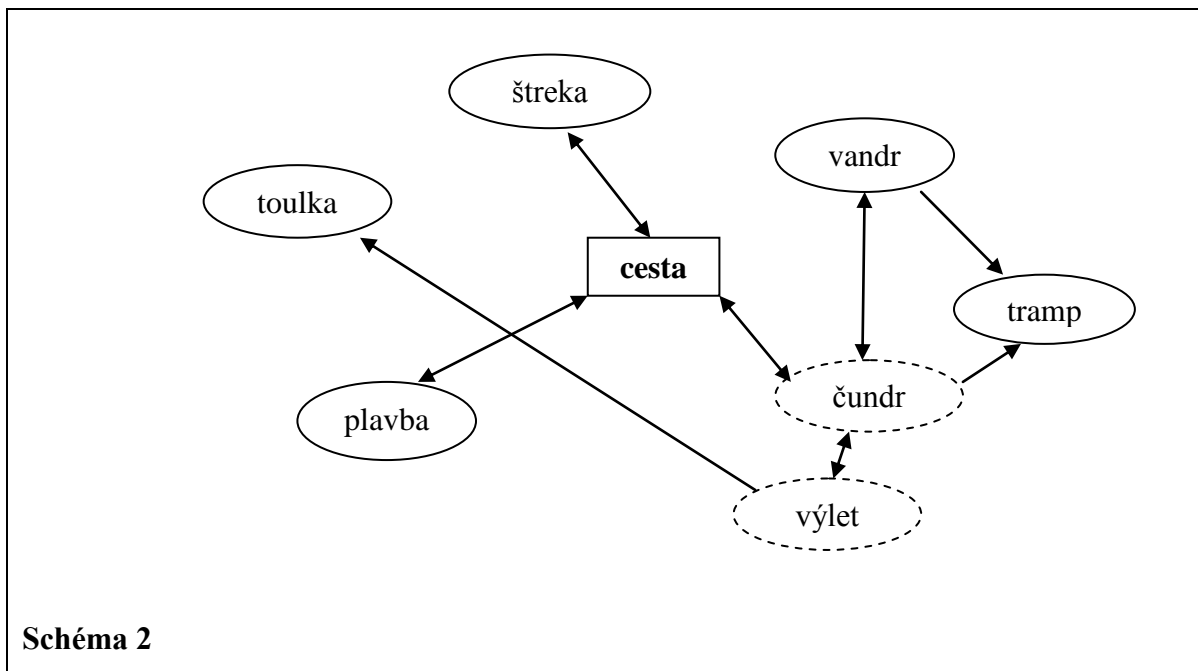 štreka
vandr
toulka
cesta
tramp
čundr
plavba
výlet
Schéma 2